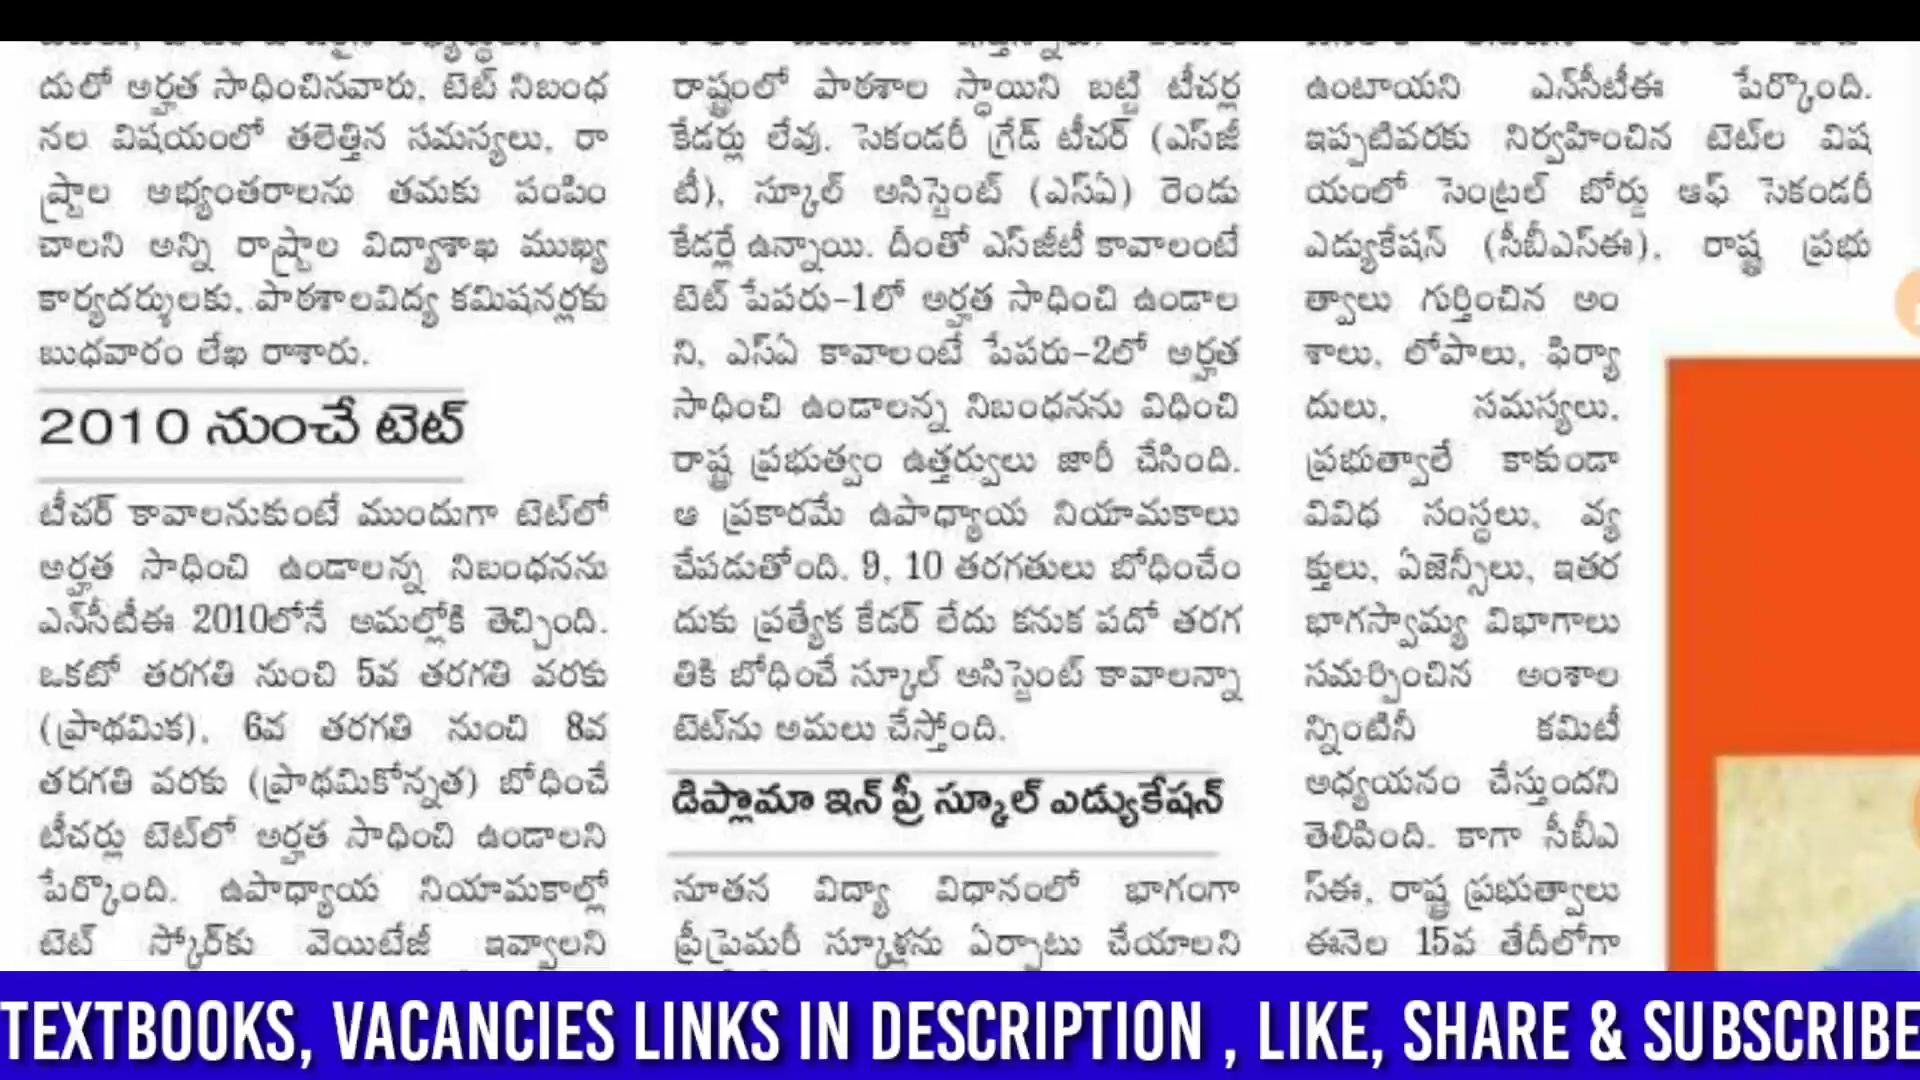 దులో అర్హత సాధించినవారు, టెట్ నిబంధ
నల విషయంలో తలెత్తిన సమస్యలు, రా
ష్ట్రాల అభ్యంతరాలను తమకు పంపిం
చాలని అన్ని రాష్ట్రాల విద్యాశాఖ ముఖ్య
కార్యదర్శులకు, పాఠశాలవిద్య కమిషనర్లకు
బుధవారం లేఖ రాశారు.
2010 నుంచే టెట్
టీచర్ కావాలనుకుంటే ముందుగా టెట్‌లో
అర్హత సాధించి ఉండాలన్న నిబంధనను
ఎన్‌సీటీఈ 2010లోనే అమల్లోకి తెచ్చింది.
ఒకటో తరగతి నుంచి 5వ తరగతి వరకు
(ప్రాథమిక), 6వ తరగతి నుంచి 8వ
తరగతి వరకు (ప్రాథమికోన్నత) బోధించే
టీచర్లు టెట్‌లో అర్హత సాధించి ఉండాలని
పేర్కొంది. ఉపాధ్యాయ నియామకాల్లో
టెట్ స్కోర్‌కు వెయిటేజీ ఇవ్వాలని
రాష్ట్రంలో పాఠశాల స్థాయిని బట్టి టీచర్ల
కేడర్లు లేవు. సెకండరీ గ్రేడ్ టీచర్ (ఎస్‌జీ
టీ), స్కూల్ అసిస్టెంట్ (ఎస్ఏ) రెండు
కేడర్లే ఉన్నాయి. దీంతో ఎస్‌జీటీ కావాలంటే
టెట్ పేపరు-1లో అర్హత సాధించి ఉండాల
ని, ఎస్ఏ కావాలంటే పేపరు-2లో అర్హత
సాధించి ఉండాలన్న నిబంధనను విధించి
రాష్ట్ర ప్రభుత్వం ఉత్తర్వులు జారీ చేసింది.
ఆ ప్రకారమే ఉపాధ్యాయ నియామకాలు
చేపడుతోంది. 9, 10 తరగతులు బోధించేం
దుకు ప్రత్యేక కేడర్ లేదు కనుక పదో తరగ
తికి బోధించే స్కూల్ అసిస్టెంట్ కావాలన్నా
టెట్‌ను అమలు చేస్తోంది.
డిప్లొమా ఇన్ ప్రీ స్కూల్ ఎడ్యుకేషన్
నూతన విద్యా విధానంలో భాగంగా
ప్రీప్రైమరీ స్కూళ్లను ఏర్పాటు చేయాలని
ఉంటాయని ఎన్‌సీటీఈ పేర్కొంది.
ఇప్పటివరకు నిర్వహించిన టెట్‌ల విష
యంలో సెంట్రల్ బోర్డు ఆఫ్ సెకండరీ
ఎడ్యుకేషన్ (సీబీఎస్ఈ), రాష్ట్ర ప్రభు
త్వాలు గుర్తించిన అం
శాలు, లోపాలు, ఫిర్యా
దులు, సమస్యలు,
ప్రభుత్వాలే కాకుండా
వివిధ సంస్థలు, వ్య
క్తులు, ఏజెన్సీలు, ఇతర
భాగస్వామ్య విభాగాలు
సమర్పించిన అంశాల
న్నింటినీ కమిటీ
అధ్యయనం చేస్తుందని
తెలిపింది. కాగా సీబీఎ
స్ఈ, రాష్ట్ర ప్రభుత్వాలు
ఈనెల 15వ తేదీలోగా
TEXTBOOKS, VACANCIES LINKS IN DESCRIPTION , LIKE, SHARE & SUBSCRIBE